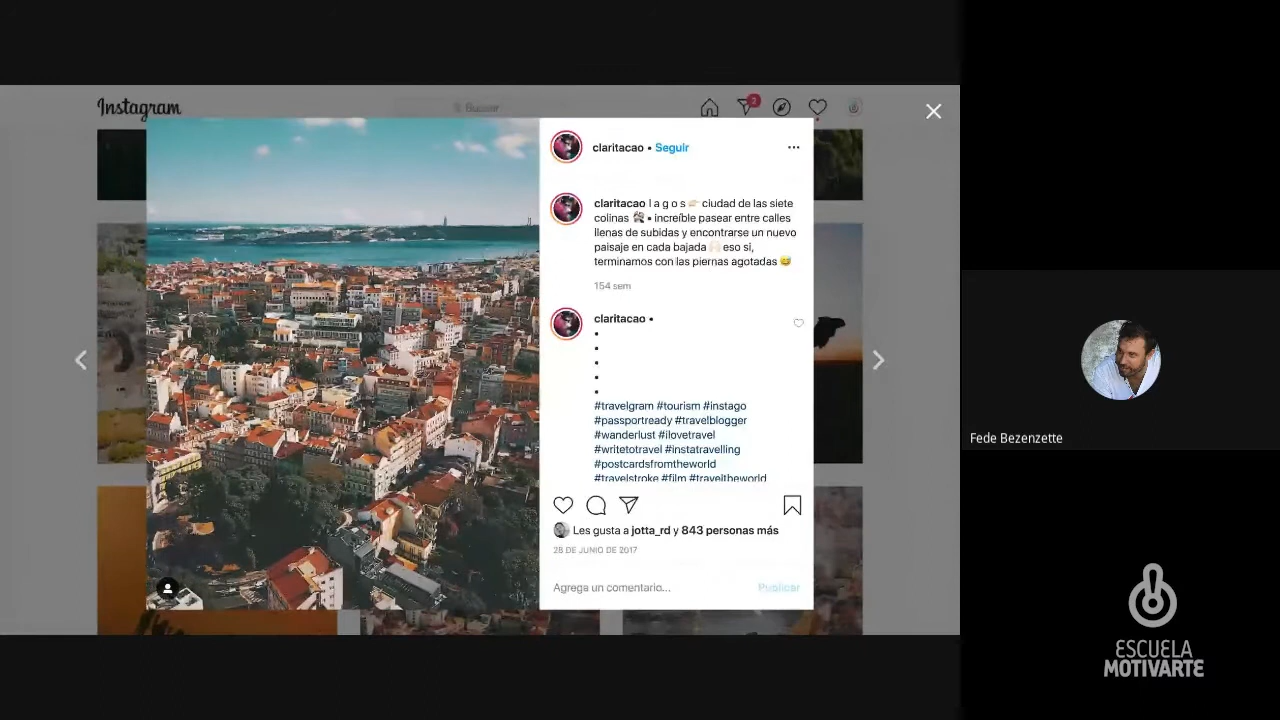 Instagram
Buscar
2
claritacao • Seguir
claritacao l a g o s 👉🏻 ciudad de las siete
colinas • increíble pasear entre calles
llenas de subidas y encontrarse un nuevo
paisaje en cada bajada 🙌🏻 eso si,
terminamos con las piernas agotadas 😅
154 sem
claritacao •
•
•
•
•
•
#travelgram #tourism #instago
#passportready #travelblogger
#wanderlust #ilovetravel
#writetotravel #instatravelling
#postcardsfromtheworld
#travelstroke #film #traveltheworld
Les gusta a jotta_rd y 843 personas más
28 DE JUNIO DE 2017
Agrega un comentario...
Publicar
Fede Bezenzette
ESCUELA
MOTIVARTE